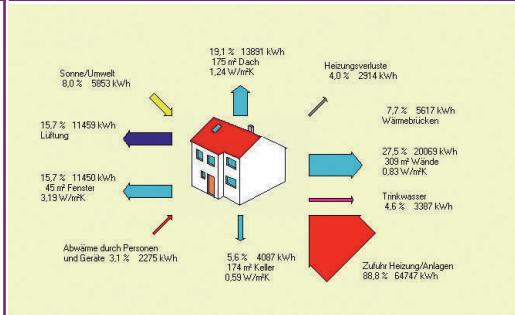 19,1 % 13891 kWh
175 m² Dach
1,24 W/m²K
Heizungsverluste
4,0 % 2914 kWh
Sonne/Umwelt
8,0 % 5853 kWh
7,7 % 5617 kWh
Wärmebrücken
15,7 % 11459 kWh
Lüftung
27,5 % 20069 kWh
309 m² Wände
0,83 W/m²K
15,7 % 11450 kWh
45 m² Fenster
3,19 W/m²K
Trinkwasser
4,6 % 3387 kWh
Abwärme durch Personen
und Geräte 3,1 % 2275 kWh
5,6 % 4087 kWh
174 m² Keller
0,59 W/m²K
Zufuhr Heizung/Anlagen
88,8 % 64747 kWh